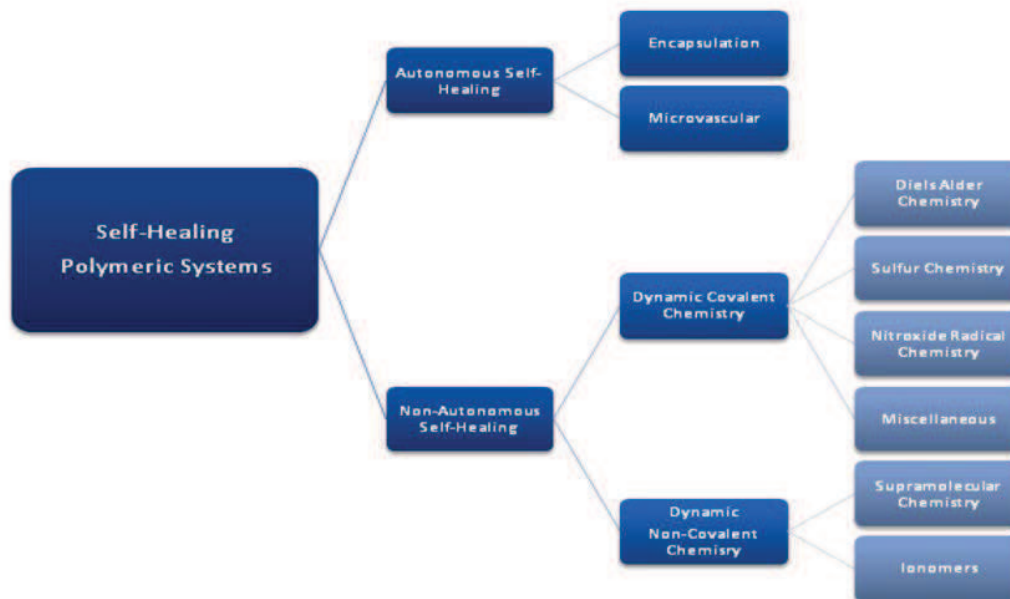 Self-Healing
Polymeric Systems
Autonomous Self-
Healing
Encapsulation
Microvascular
Non-Autonomous
Self-Healing
Dynamic Covalent
Chemistry
Diels Alder
Chemistry
Sulfur Chemistry
Nitroxide Radical
Chemistry
Miscellaneous
Dynamic
Non-Covalent
Chemisry
Supramolecular
Chemistry
Ionomers